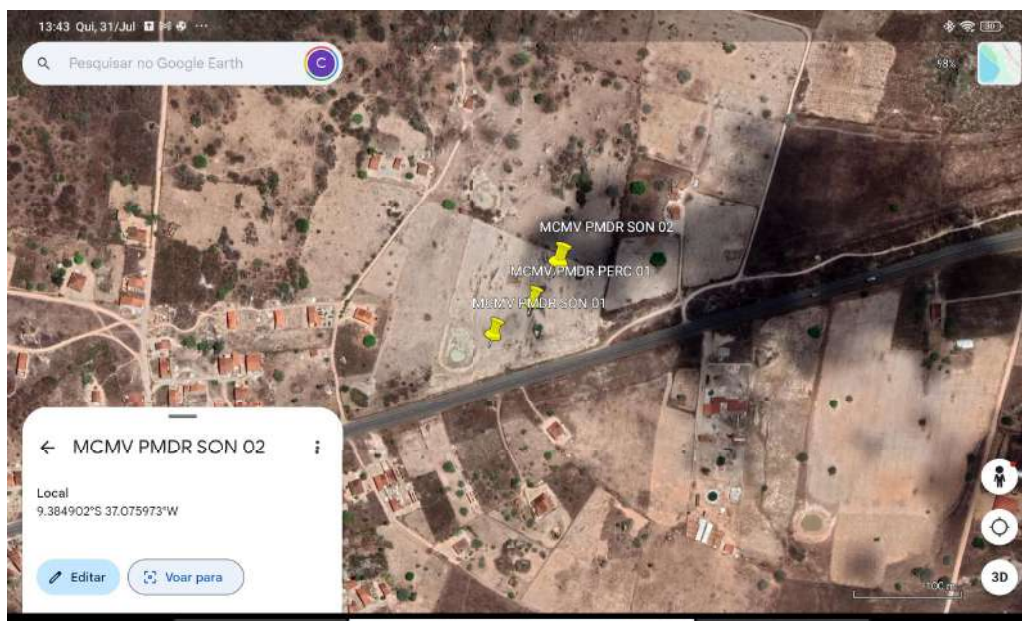 13:43 Qui, 31/Jul
Pesquisar no Google Earth
C
98%
MCMV PMDR SON 02
MCMV PMDR PERC 01
MCMV PMDR SON 01
MCMV PMDR SON 02
Local
9.384902°S 37.075973°W
Editar
Voar para
100 m
3D